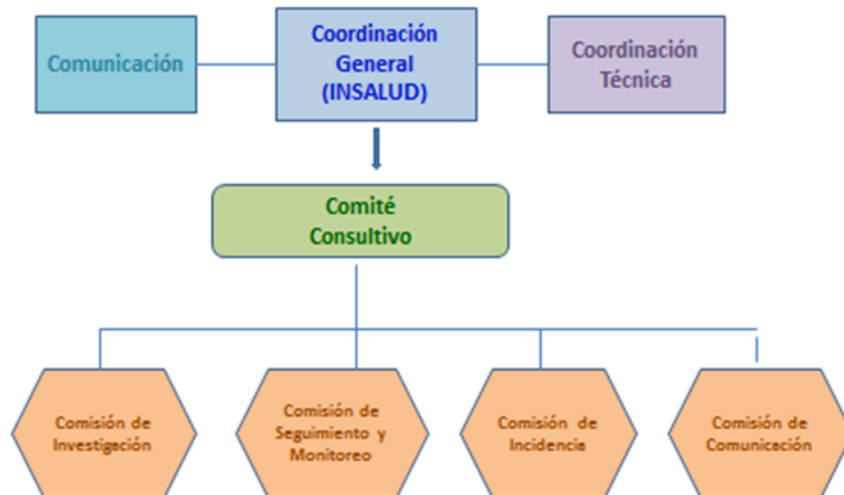 Comunicación
Coordinación
General
(INSALUD)
Coordinación
Técnica
Comité
Consultivo
Comisión de
Investigación
Comisión de
Seguimiento y
Monitoreo
Comisión de
Incidencia
Comisión de
Comunicación